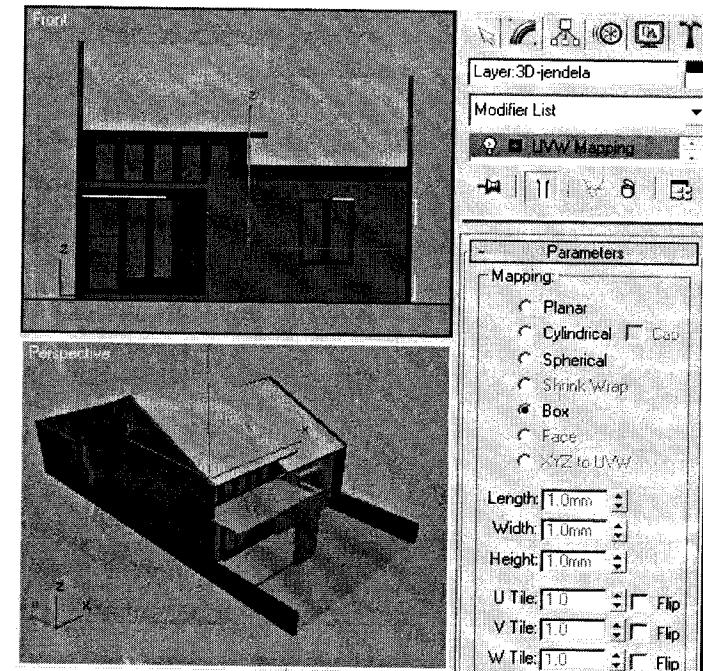 Front
Perspective
Layer:3D-jendela
Modifier List
UVW Mapping
Parameters
Mapping:
Planar
Cylindrical Cap
Spherical
Shrink Wrap
Box
Face
XYZ to UVW
Length: 1.0mm
Width: 1.0mm
Height: 1.0mm
U Tile: 1.0 Flip
V Tile: 1.0 Flip
W Tile: 1.0 Flip